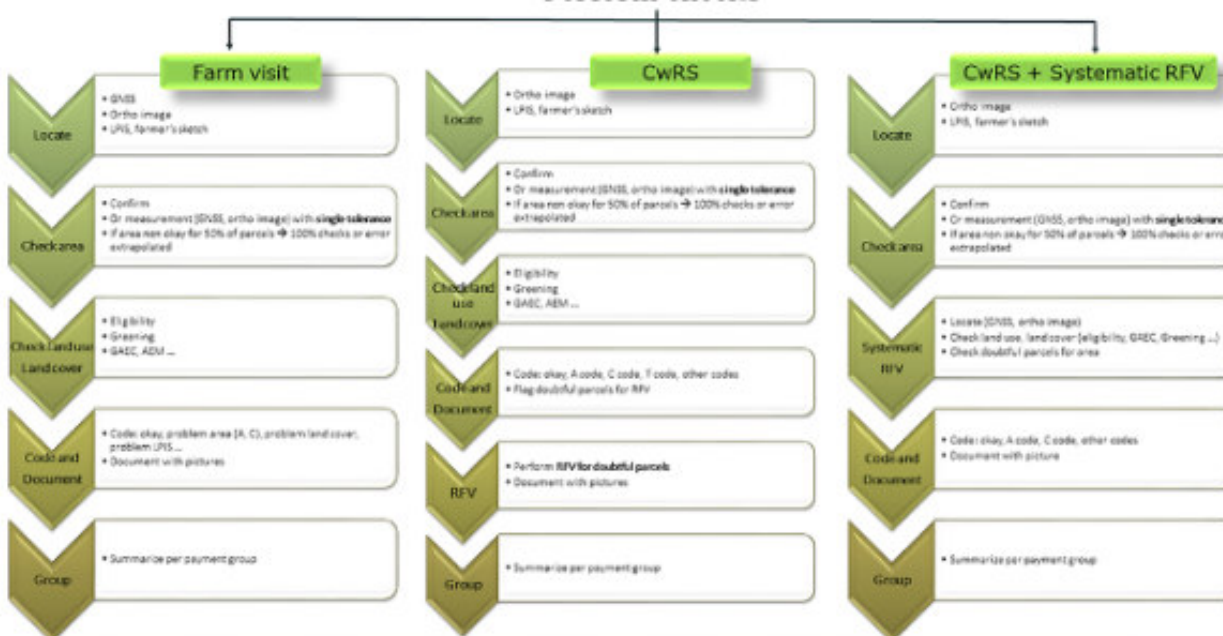 Farm visit
Locate
• GNSS
• Ortho image
• LPIS, farmer's sketch
Check area
• Confirm
• Or measurement (GNSS, ortho image) with single tolerance
• If area non okay for 50% of parcels → 100% checks or error
extrapolated
Check land use
Land cover
• Eligibility
• Greening
• GAEC, AEM ...
Code and
Document
• Code: okay, problem area (A, C), problem land cover,
problem LPIS ...
• Document with pictures
Group
• Summarize per payment group
CwRS
Locate
• Ortho image
• LPIS, farmer's sketch
Check area
• Confirm
• Or measurement (GNSS, ortho image) with single tolerance
• If area non okay for 50% of parcels → 100% checks or error
extrapolated
Check land
use
Land cover
• Eligibility
• Greening
• GAEC, AEM ...
Code and
Document
• Code: okay, A code, C code, T code, other codes
• Flag doubtful parcels for RFV
RFV
• Perform RFV for doubtful parcels
• Document with pictures
Group
• Summarize per payment group
CwRS + Systematic RFV
Locate
• Ortho image
• LPIS, farmer's sketch
Check area
• Confirm
• Or measurement (GNSS, ortho image) with single toleranc
• If area non okay for 50% of parcels → 100% checks or erro
extrapolated
Systematic
RFV
• Locate (GNSS, ortho image)
• Check land use, land cover (eligibility, GAEC, Greening ...)
• Check doubtful parcels for area
Code and
Document
• Code: okay, A code, C code, other codes
• Document with picture
Group
• Summarize per payment group